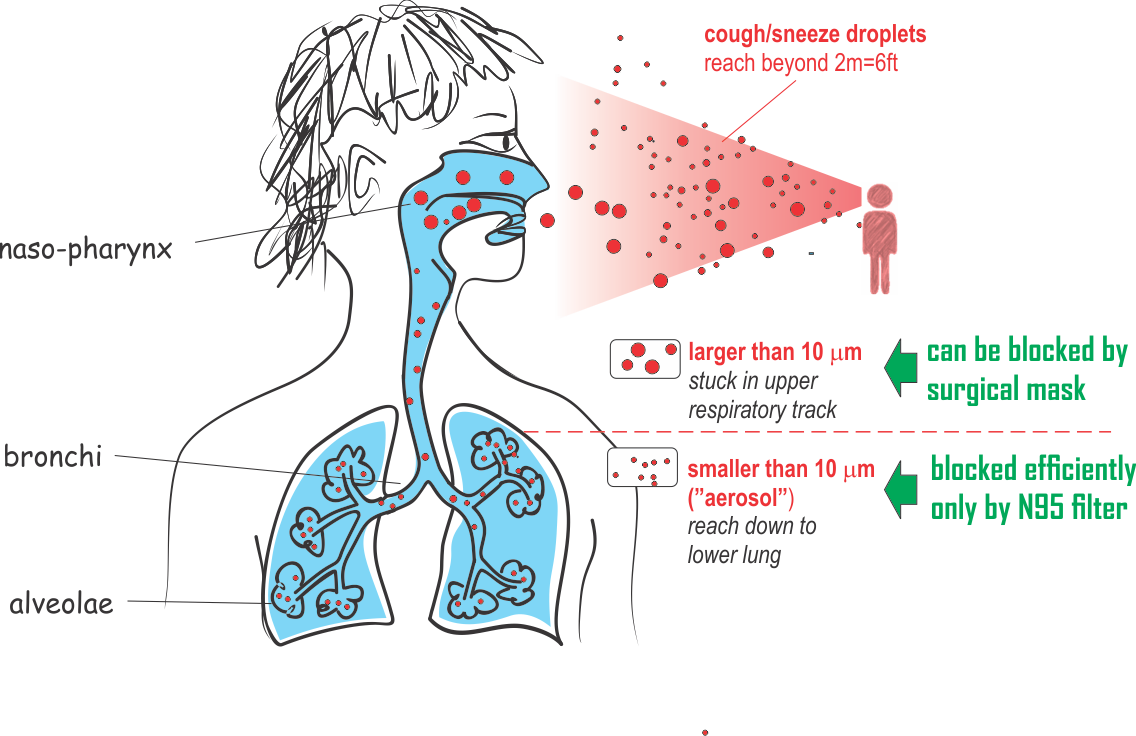 cough/sneeze droplets
reach beyond 2m=6ft
naso-pharynx
larger than 10 μm
stuck in upper
respiratory track
can be blocked by
surgical mask
bronchi
smaller than 10 μm
(”aerosol”)
reach down to
lower lung
blocked efficiently
only by N95 filter
alveolae